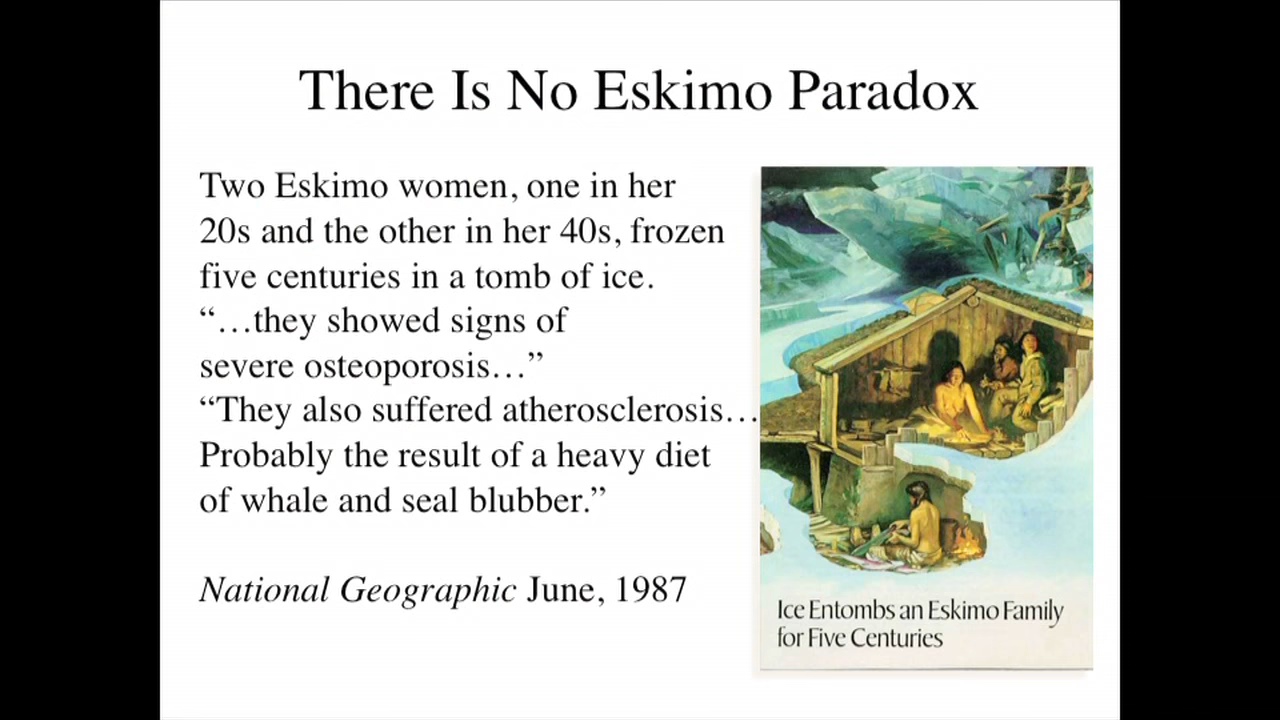 There Is No Eskimo Paradox
Two Eskimo women, one in her
20s and the other in her 40s, frozen
five centuries in a tomb of ice.
“…they showed signs of
severe osteoporosis…”
“They also suffered atherosclerosis…
Probably the result of a heavy diet
of whale and seal blubber.”
National Geographic June, 1987
Ice Entombs an Eskimo Family
for Five Centuries